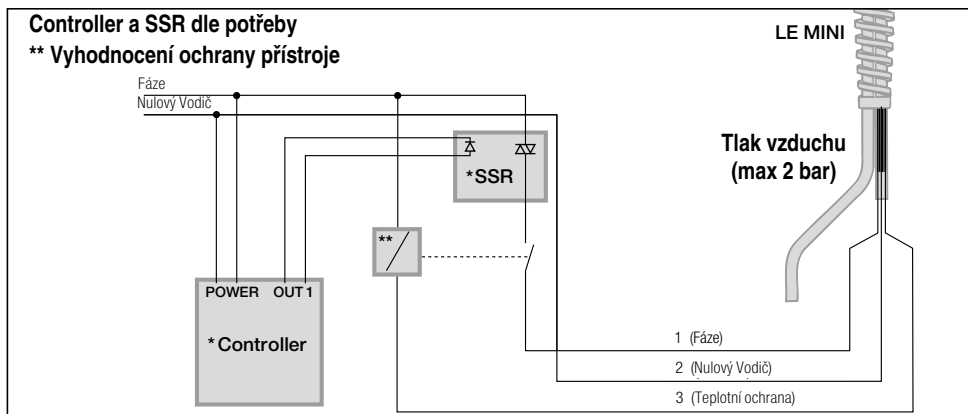 Controller a SSR dle potřeby
** Vyhodnocení ochrany přístroje
LE MINI
Fáze
Nulový Vodič
Tlak vzduchu
(max 2 bar)
*SSR
**
POWER OUT 1
*Controller
1 (Fáze)
2 (Nulový Vodič)
3 (Teplotní ochrana)